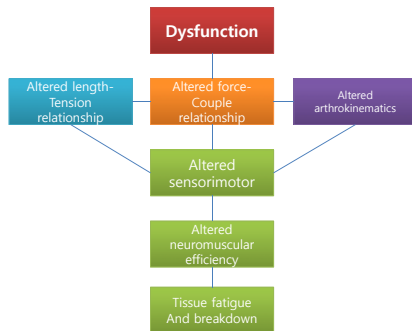 Dysfunction
Altered length-
Tension
relationship
Altered force-
Couple
relationship
Altered
arthrokinematics
Altered
sensorimotor
Altered
neuromuscular
efficiency
Tissue fatigue
And breakdown